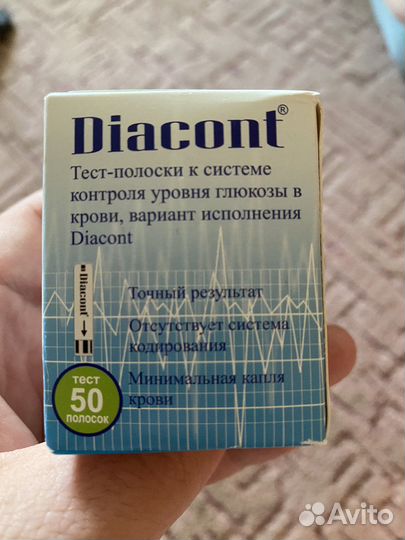 Diacont®
Тест-полоски к системе
контроля уровня глюкозы в
крови, вариант исполнения
Diacont
Diacont
Точный результат
Отсутствует система
кодирования
Минимальная капля
крови
тест
50
полосок
Avito